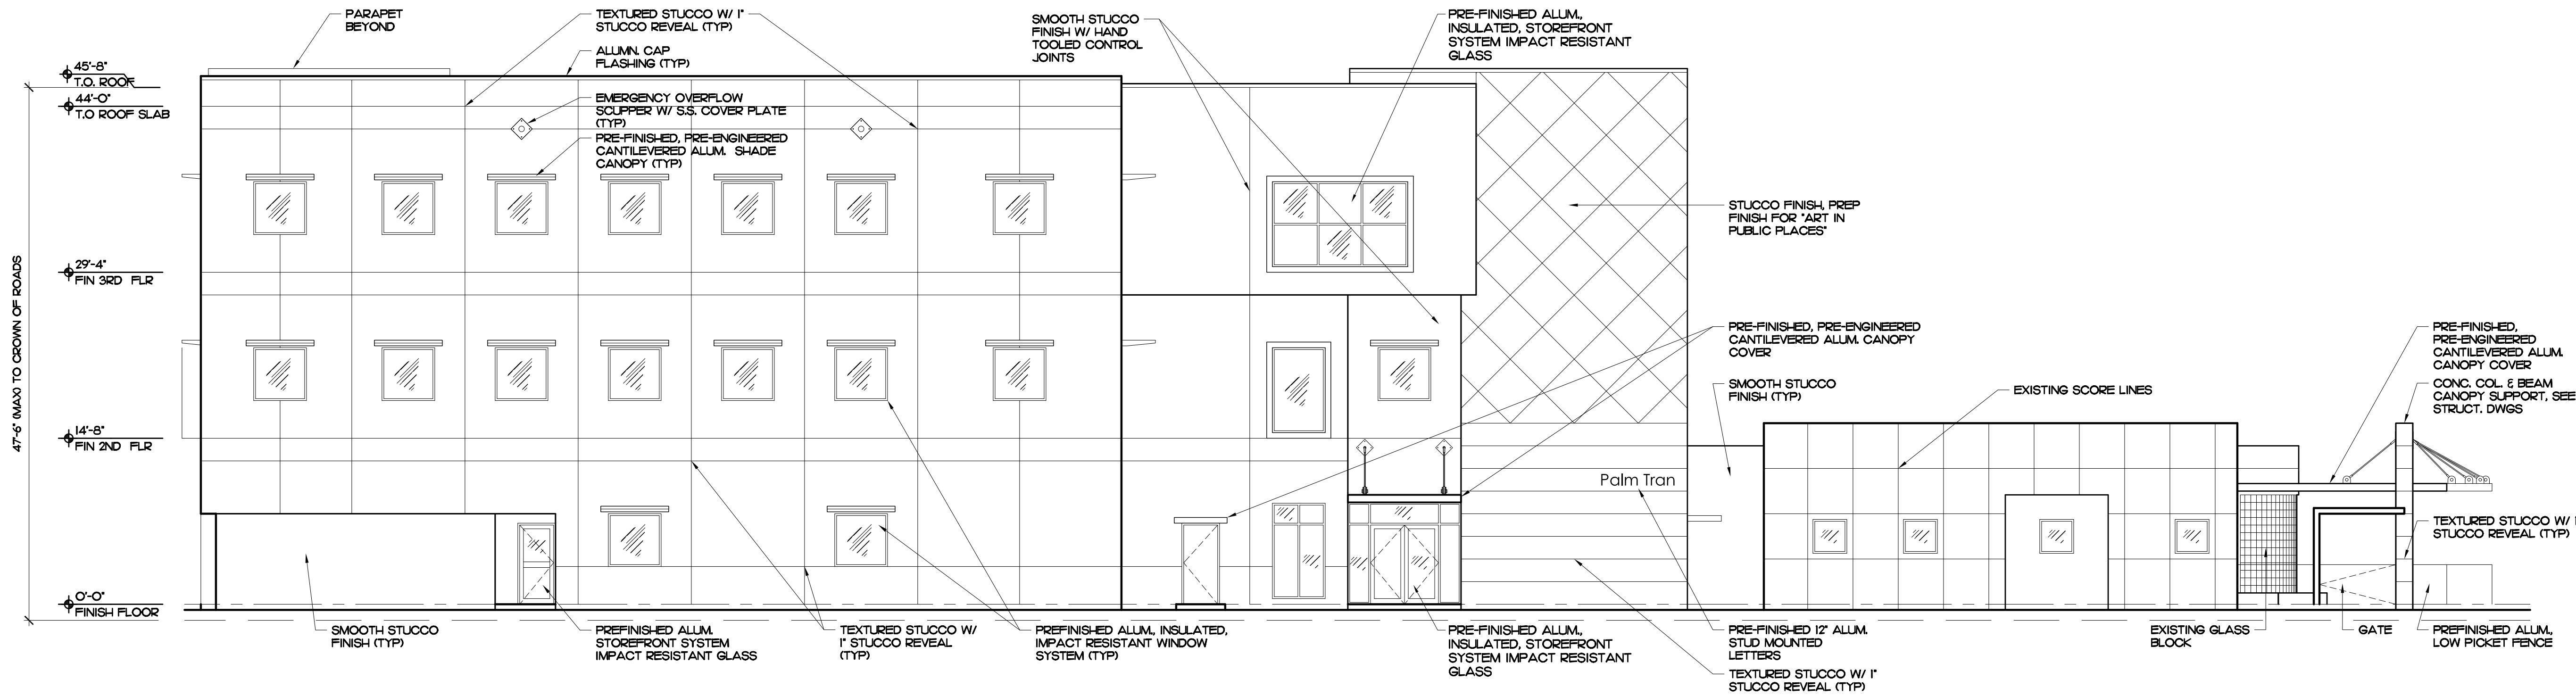 PARAPET
BEYOND
TEXTURED STUCCO W/ 1"
STUCCO REVEAL (TYP)
ALUMN. CAP
FLASHING (TYP)
EMERGENCY OVERFLOW
SCUPPER W/ S.S. COVER PLATE
(TYP)
PRE-FINISHED, PRE-ENGINEERED
CANTILEVERED ALUM. SHADE
CANOPY (TYP)
SMOOTH STUCCO
FINISH W/ HAND
TOOLED CONTROL
JOINTS
PRE-FINISHED ALUM.,
INSULATED, STOREFRONT
SYSTEM IMPACT RESISTANT
GLASS
45'-8"
T.O. ROOF
44'-0"
T.O ROOF SLAB
29'-4"
FIN 3RD FLR
14'-8"
FIN 2ND FLR
0'-0"
FINISH FLOOR
47'-6" (MAX) TO CROWN OF ROADS
STUCCO FINISH, PREP
FINISH FOR "ART IN
PUBLIC PLACES"
PRE-FINISHED, PRE-ENGINEERED
CANTILEVERED ALUM. CANOPY
COVER
SMOOTH STUCCO
FINISH (TYP)
EXISTING SCORE LINES
PRE-FINISHED,
PRE-ENGINEERED
CANTILEVERED ALUM.
CANOPY COVER
CONC. COL. & BEAM
CANOPY SUPPORT, SEE
STRUCT. DWGS
Palm Tran
TEXTURED STUCCO W/ 1
STUCCO REVEAL (TYP)
SMOOTH STUCCO
FINISH (TYP)
PREFINISHED ALUM.
STOREFRONT SYSTEM
IMPACT RESISTANT GLASS
TEXTURED STUCCO W/
1" STUCCO REVEAL
(TYP)
PREFINISHED ALUM., INSULATED,
IMPACT RESISTANT WINDOW
SYSTEM (TYP)
PRE-FINISHED ALUM.,
INSULATED, STOREFRONT
SYSTEM IMPACT RESISTANT
GLASS
PRE-FINISHED 12" ALUM.
STUD MOUNTED
LETTERS
TEXTURED STUCCO W/ 1"
STUCCO REVEAL (TYP)
EXISTING GLASS
BLOCK
GATE
PREFINISHED ALUM.,
LOW PICKET FENCE